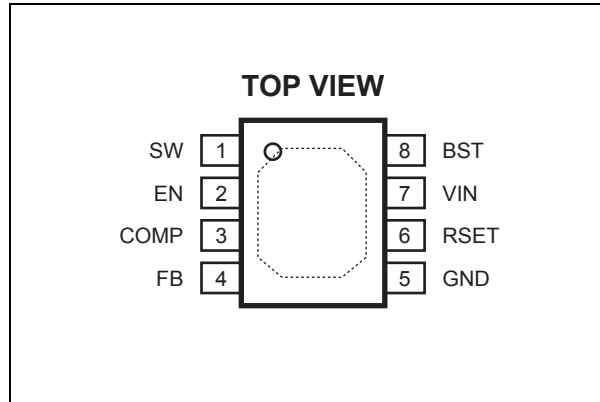 TOP VIEW
SW 1 8 BST
EN 2 7 VIN
COMP 3 6 RSET
FB 4 5 GND